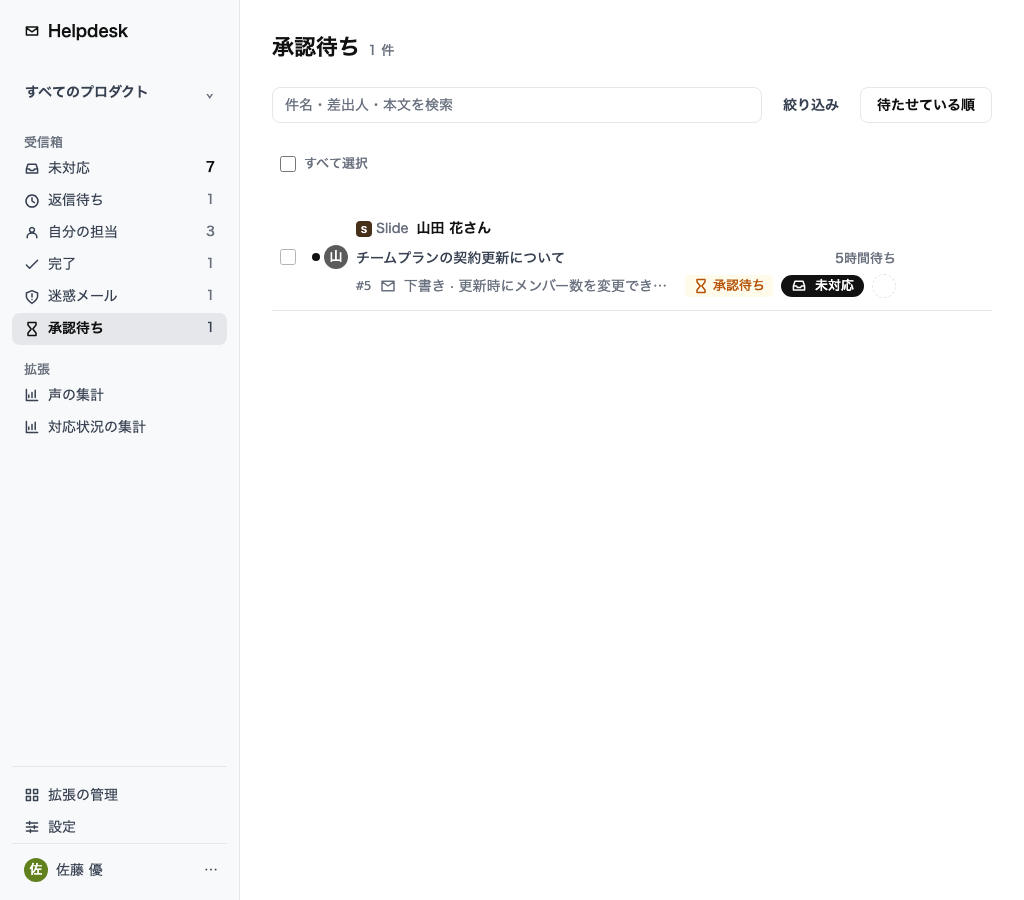 Helpdesk
すべてのプロダクト
受信箱
未対応 7
返信待ち 1
自分の担当 3
完了 1
迷惑メール 1
承認待ち 1
拡張
声の集計
対応状況の集計
拡張の管理
設定
佐 佐藤 優 …
承認待ち 1 件
件名・差出人・本文を検索 絞り込み 待たせている順
すべて選択
s Slide 山田 花さん
山 チームプランの契約更新について 5時間待ち
#5 下書き · 更新時にメンバー数を変更でき… 承認待ち 未対応